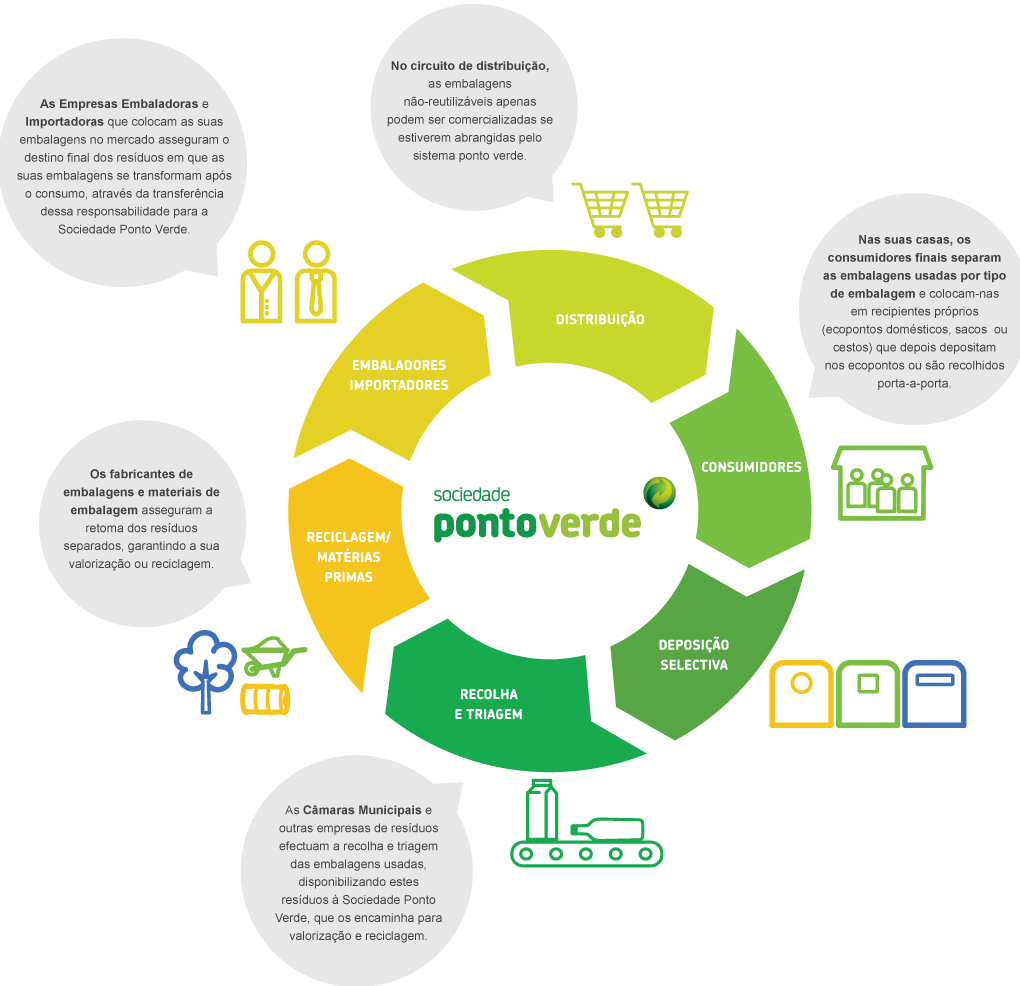 No circuito de distribuição,
as embalagens
não-reutilizáveis apenas
podem ser comercializadas se
estiverem abrangidas pelo
sistema ponto verde.
As Empresas Embaladoras e
Importadoras que colocam as suas
embalagens no mercado asseguram o
destino final dos resíduos em que as
suas embalagens se transformam após
o consumo, através da transferência
dessa responsabilidade para a
Sociedade Ponto Verde.
Nas suas casas, os
consumidores finais separam
as embalagens usadas por tipo
de embalagem e colocam-nas
em recipientes próprios
(ecopontos domésticos, sacos ou
cestos) que depois depositam
nos ecopontos ou são recolhidos
porta-a-porta.
DISTRIBUIÇÃO
EMBALADORES
IMPORTADORES
CONSUMIDORES
Os fabricantes de
embalagens e materiais de
embalagem asseguram a
retoma dos resíduos
separados, garantindo a sua
valorização ou reciclagem.
sociedade
pontoverde
RECICLAGEM/
MATÉRIAS
PRIMAS
DEPOSIÇÃO
SELECTIVA
RECOLHA
E TRIAGEM
As Câmaras Municipais e
outras empresas de resíduos
efectuam a recolha e triagem
das embalagens usadas,
disponibilizando estes
resíduos à Sociedade Ponto
Verde, que os encaminha para
valorização e reciclagem.